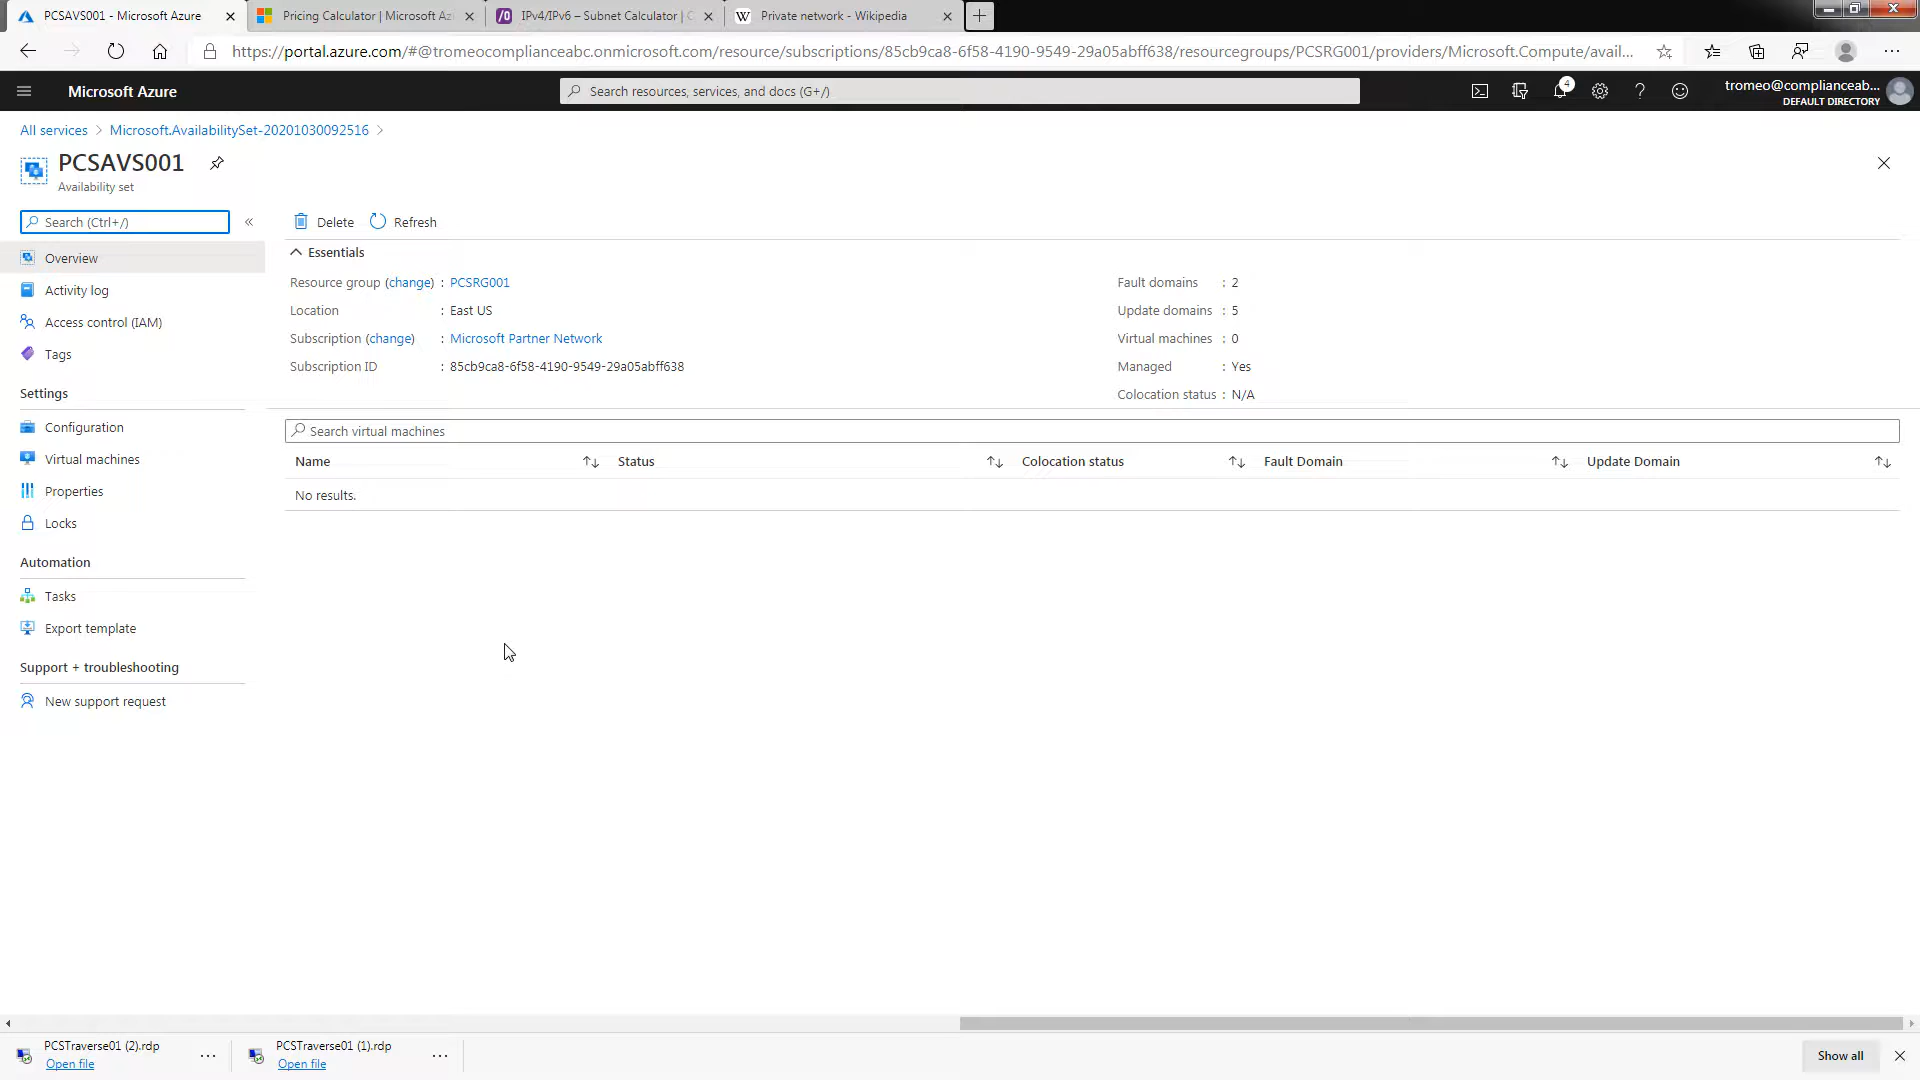 PCSAVS001 - Microsoft Azure
Pricing Calculator | Microsoft Az
IPv4/IPv6 – Subnet Calculator | C
Private network - Wikipedia
https://portal.azure.com/#@tromeocomplianceabc.onmicrosoft.com/resource/subscriptions/85cb9ca8-6f58-4190-9549-29a05abff638/resourcegroups/PCSRG001/providers/Microsoft.Compute/avail...
Microsoft Azure
Search resources, services, and docs (G+/)
4
tromeo@complianceab...
DEFAULT DIRECTORY
All services > Microsoft.AvailabilitySet-20201030092516 >
PCSAVS001
Availability set
Search (Ctrl+/)
«
Delete
Refresh
Overview
Activity log
Access control (IAM)
Tags
Settings
Configuration
Virtual machines
Properties
Locks
Automation
Tasks
Export template
Support + troubleshooting
New support request
Essentials
Resource group (change) : PCSRG001
Location : East US
Subscription (change) : Microsoft Partner Network
Subscription ID : 85cb9ca8-6f58-4190-9549-29a05abff638
Fault domains : 2
Update domains : 5
Virtual machines : 0
Managed : Yes
Colocation status : N/A
Search virtual machines
Name Status Colocation status Fault Domain Update Domain
No results.
PCSTraverse01 (2).rdp
Open file
PCSTraverse01 (1).rdp
Open file
Show all